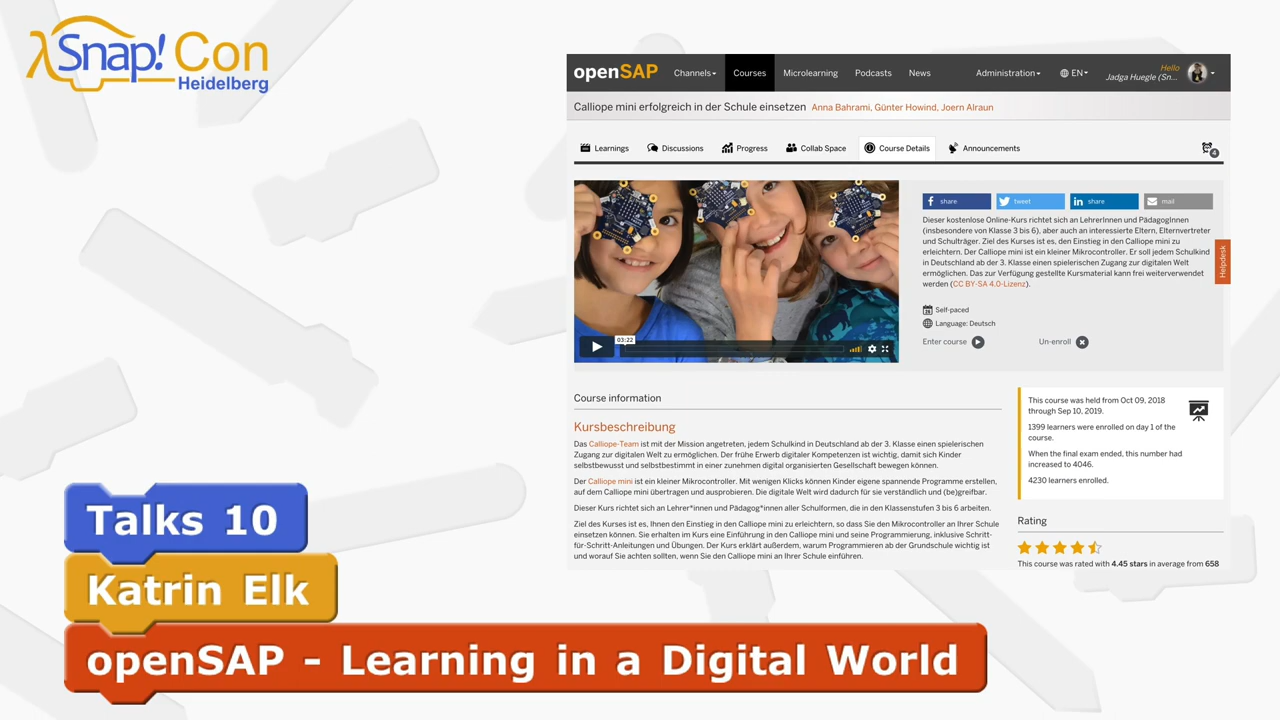 λSnap! Con
Heidelberg
openSAP
Channels
Courses
Microlearning
Podcasts
News
Administration
EN
Hello
Jadga Huegle (Sn...
Calliope mini erfolgreich in der Schule einsetzen Anna Bahrami, Günter Howind, Joern Alraun
Learnings
Discussions
Progress
Collab Space
Course Details
Announcements
4
03:22
share
tweet
share
mail
Dieser kostenlose Online-Kurs richtet sich an LehrerInnen und PädagogInnen
(insbesondere von Klasse 3 bis 6), aber auch an interessierte Eltern, Elternvertreter
und Schulträger. Ziel des Kurses ist es, den Einstieg in den Calliope mini zu
erleichtern. Der Calliope mini ist ein kleiner Mikrocontroller. Er soll jedem Schulkind
in Deutschland ab der 3. Klasse einen spielerischen Zugang zur digitalen Welt
ermöglichen. Das zur Verfügung gestellte Kursmaterial kann frei weiterverwendet
werden (CC BY-SA 4.0-Lizenz).
Helpdesk
Self-paced
Language: Deutsch
Enter course
Un-enroll
Course information
Kursbeschreibung
Das Calliope-Team ist mit der Mission angetreten, jedem Schulkind in Deutschland ab der 3. Klasse einen spielerischen
Zugang zur digitalen Welt zu ermöglichen. Der frühe Erwerb digitaler Kompetenzen ist wichtig, damit sich Kinder
selbstbewusst und selbstbestimmt in einer zunehmen digital organisierten Gesellschaft bewegen können.
Der Calliope mini ist ein kleiner Mikrocontroller. Mit wenigen Klicks können Kinder eigene spannende Programme erstellen,
auf dem Calliope mini übertragen und ausprobieren. Die digitale Welt wird dadurch für sie verständlich und (be)greifbar.
Dieser Kurs richtet sich an Lehrer*innen und Pädagog*innen aller Schulformen, die in den Klassenstufen 3 bis 6 arbeiten.
Ziel des Kurses ist es, Ihnen den Einstieg in den Calliope mini zu erleichtern, so dass Sie den Mikrocontroller an Ihrer Schule
einsetzen können. Sie erhalten im Kurs eine Einführung in den Calliope mini und seine Programmierung, inklusive Schritt-
für-Schritt-Anleitungen und Übungen. Der Kurs erklärt außerdem, warum Programmieren ab der Grundschule wichtig ist
und worauf Sie achten sollten, wenn Sie den Calliope mini an Ihrer Schule einführen.
This course was held from Oct 09, 2018
through Sep 10, 2019.
1399 learners were enrolled on day 1 of the
course.
When the final exam ended, this number had
increased to 4046.
4230 learners enrolled.
Rating
This course was rated with 4.45 stars in average from 658
Talks 10
Katrin Elk
openSAP - Learning in a Digital World